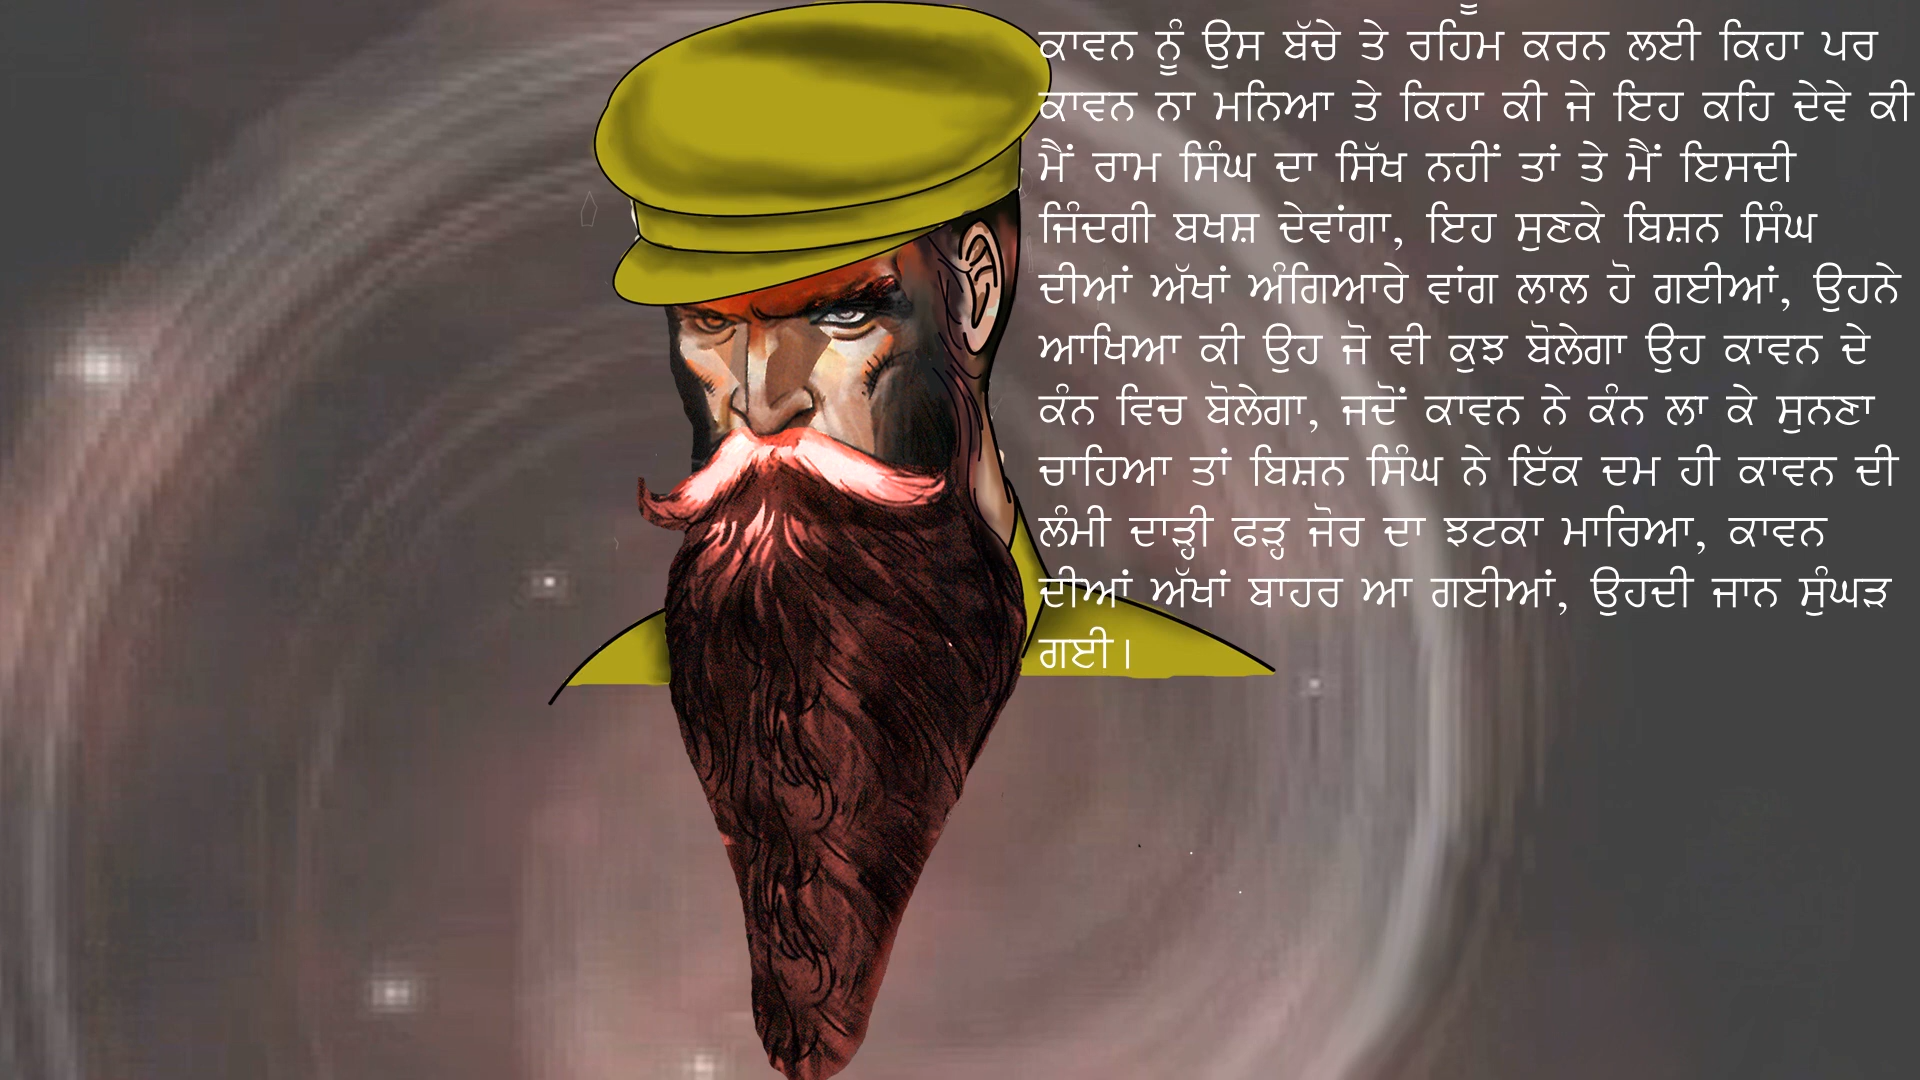 ਕਾਵਨ ਨੂੰ ਉਸ ਬੱਚੇ ਤੇ ਰਹਿਮ ਕਰਨ ਲਈ ਕਿਹਾ ਪਰ
ਕਾਵਨ ਨਾ ਮਨਿਆ ਤੇ ਕਿਹਾ ਕੀ ਜੇ ਇਹ ਕਹਿ ਦੇਵੇ ਕੀ
ਮੈਂ ਰਾਮ ਸਿੰਘ ਦਾ ਸਿੱਖ ਨਹੀਂ ਤਾਂ ਤੇ ਮੈਂ ਇਸਦੀ
ਜਿੰਦਗੀ ਬਖਸ਼ ਦੇਵਾਂਗਾ, ਇਹ ਸੁਣਕੇ ਬਿਸ਼ਨ ਸਿੰਘ
ਦੀਆਂ ਅੱਖਾਂ ਅੰਗਿਆਰੇ ਵਾਂਗ ਲਾਲ ਹੋ ਗਈਆਂ, ਉਹਨੇ
ਆਖਿਆ ਕੀ ਉਹ ਜੋ ਵੀ ਕੁਝ ਬੋਲੇਗਾ ਉਹ ਕਾਵਨ ਦੇ
ਕੰਨ ਵਿਚ ਬੋਲੇਗਾ, ਜਦੋਂ ਕਾਵਨ ਨੇ ਕੰਨ ਲਾ ਕੇ ਸੁਨਣਾ
ਚਾਹਿਆ ਤਾਂ ਬਿਸ਼ਨ ਸਿੰਘ ਨੇ ਇੱਕ ਦਮ ਹੀ ਕਾਵਨ ਦੀ
ਲੰਮੀ ਦਾੜ੍ਹੀ ਫੜ੍ਹ ਜੋਰ ਦਾ ਝਟਕਾ ਮਾਰਿਆ, ਕਾਵਨ
ਦੀਆਂ ਅੱਖਾਂ ਬਾਹਰ ਆ ਗਈਆਂ, ਉਹਦੀ ਜਾਨ ਸੁੰਘੜ
ਗਈ।